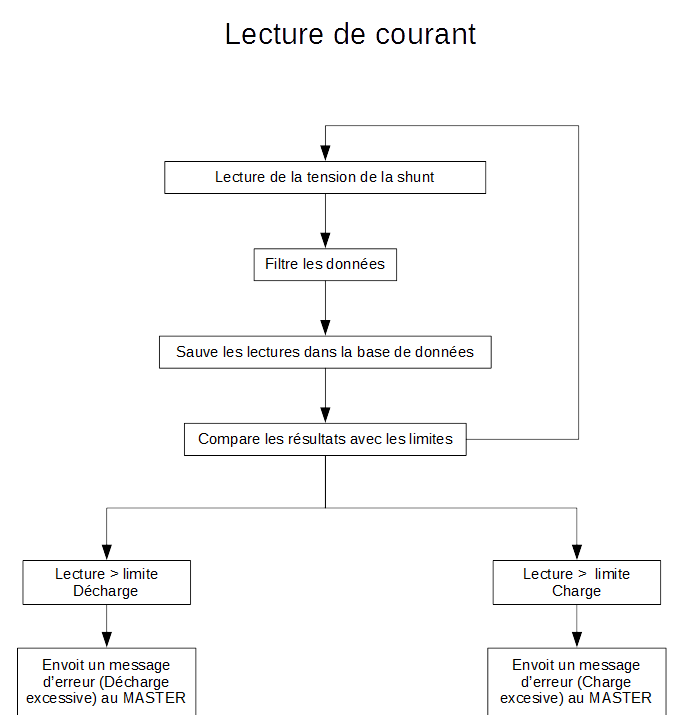 Lecture de courant
Lecture de la tension de la shunt
Filtre les données
Sauve les lectures dans la base de données
Compare les résultats avec les limites
Lecture > limite
Décharge
Lecture >  limite
Charge
Envoit un message
d'erreur (Décharge
excessive) au MASTER
Envoit un message
d'erreur (Charge
excesive) au MASTER